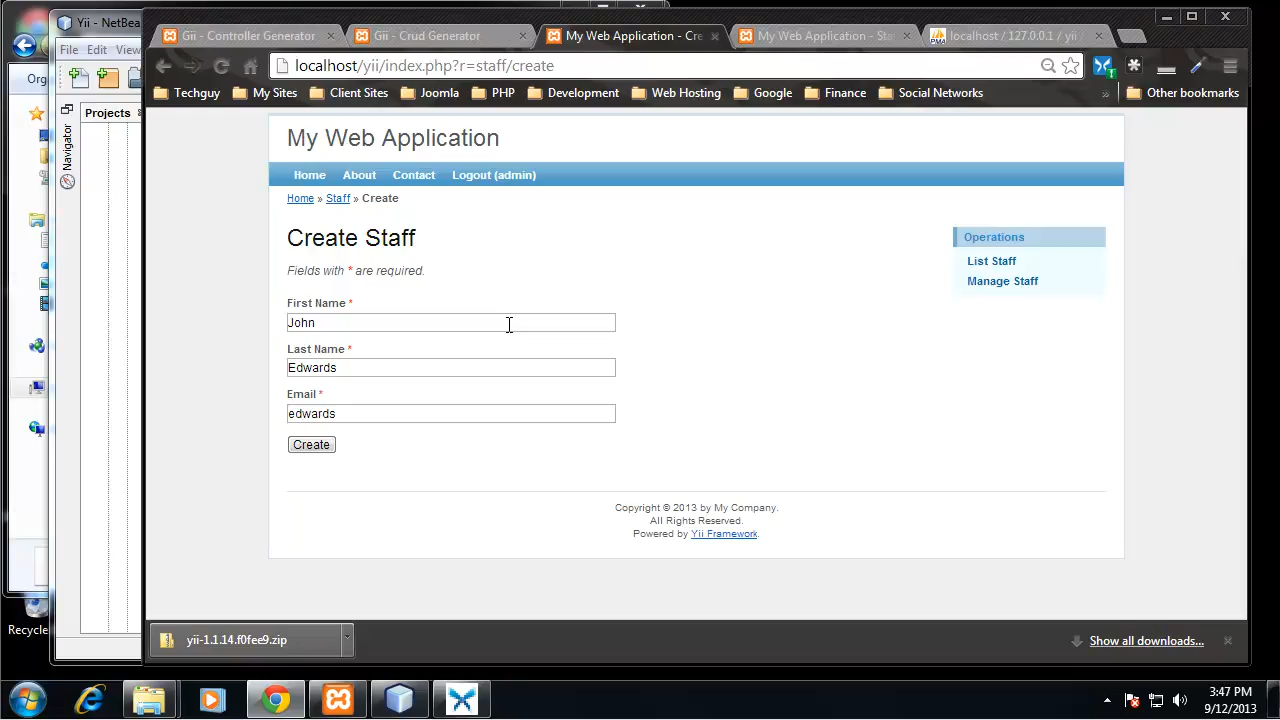 Yii - NetBea
Gii - Controller Generator
Gii - Crud Generator
My Web Application - Cre
My Web Application - Sta
localhost / 127.0.0.1 / yii /
File Edit View
localhost/yii/index.php?r=staff/create
Org
Techguy
My Sites
Client Sites
Joomla
PHP
Development
Web Hosting
Google
Finance
Social Networks
»
Other bookmarks
Projects
Navigator
My Web Application
Home About Contact Logout (admin)
Home » Staff » Create
Create Staff
Operations
List Staff
Manage Staff
Fields with * are required.
First Name *
John
Last Name *
Edwards
Email *
edwards
Create
Copyright © 2013 by My Company.
All Rights Reserved.
Powered by Yii Framework.
Recycle
yii-1.1.14.f0fee9.zip
Show all downloads...
3:47 PM
9/12/2013